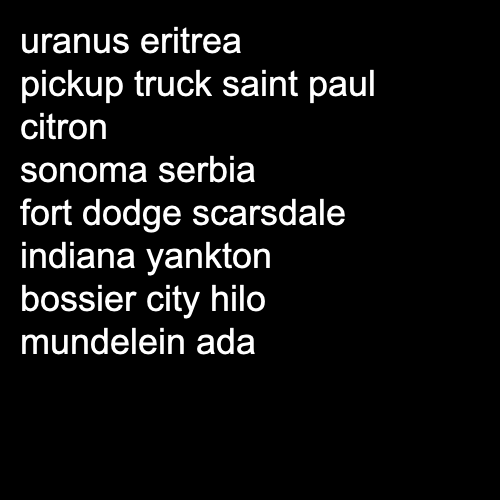 uranus eritrea
pickup truck saint paul
citron
sonoma serbia
fort dodge scarsdale
indiana yankton
bossier city hilo
mundelein ada